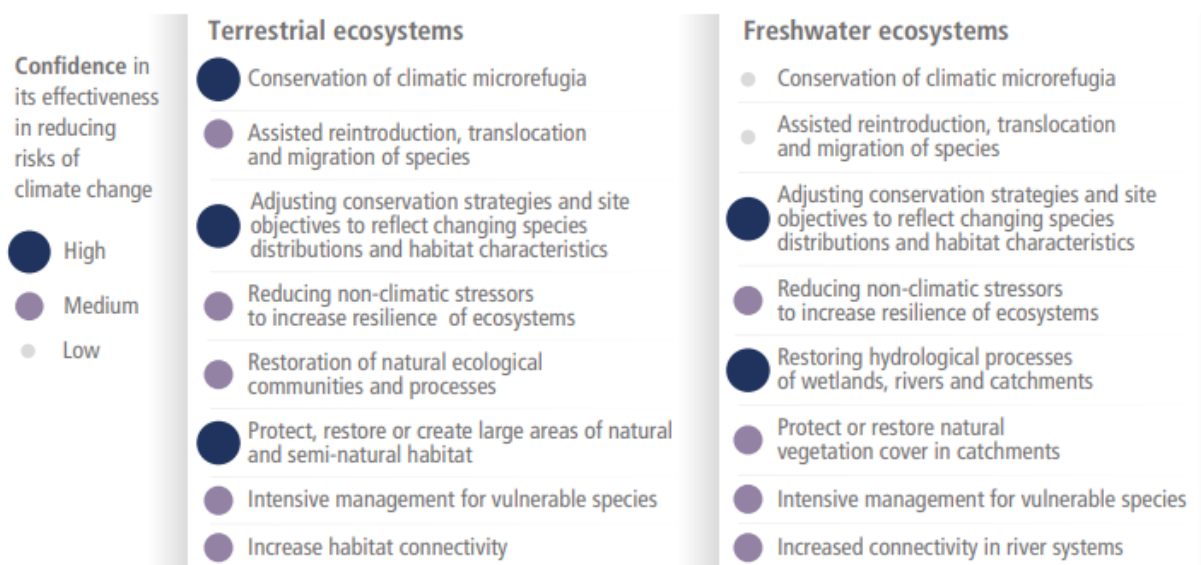 Confidence in
its effectiveness
in reducing
risks of
climate change
High
Medium
Low
Terrestrial ecosystems
Conservation of climatic microrefugia
Assisted reintroduction, translocation
and migration of species
Adjusting conservation strategies and site
objectives to reflect changing species
distributions and habitat characteristics
Reducing non-climatic stressors
to increase resilience of ecosystems
Restoration of natural ecological
communities and processes
Protect, restore or create large areas of natural
and semi-natural habitat
Intensive management for vulnerable species
Increase habitat connectivity
Freshwater ecosystems
Conservation of climatic microrefugia
Assisted reintroduction, translocation
and migration of species
Adjusting conservation strategies and site
objectives to reflect changing species
distributions and habitat characteristics
Reducing non-climatic stressors
to increase resilience of ecosystems
Restoring hydrological processes
of wetlands, rivers and catchments
Protect or restore natural
vegetation cover in catchments
Intensive management for vulnerable species
Increased connectivity in river systems